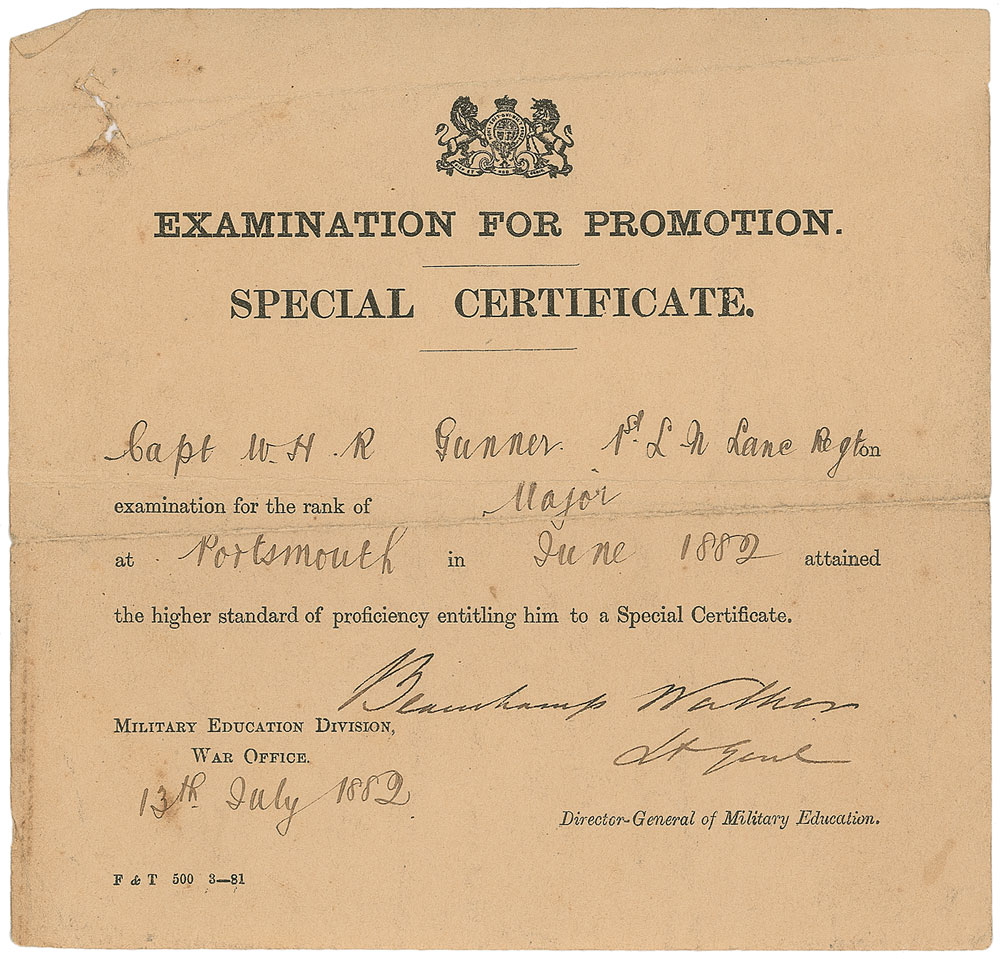 EXAMINATION FOR PROMOTION.
SPECIAL CERTIFICATE.
Capt W. H. R Gunner. 1st. L N Lanc Regt on
examination for the rank of Major
at Portsmouth in June 1882 attained
the higher standard of proficiency entitling him to a Special Certificate.
Beauchamp Walker
MILITARY EDUCATION DIVISION,
Lt Genl
WAR OFFICE.
13th July 1882
Director-General of Military Education.
F & T 500 3—81